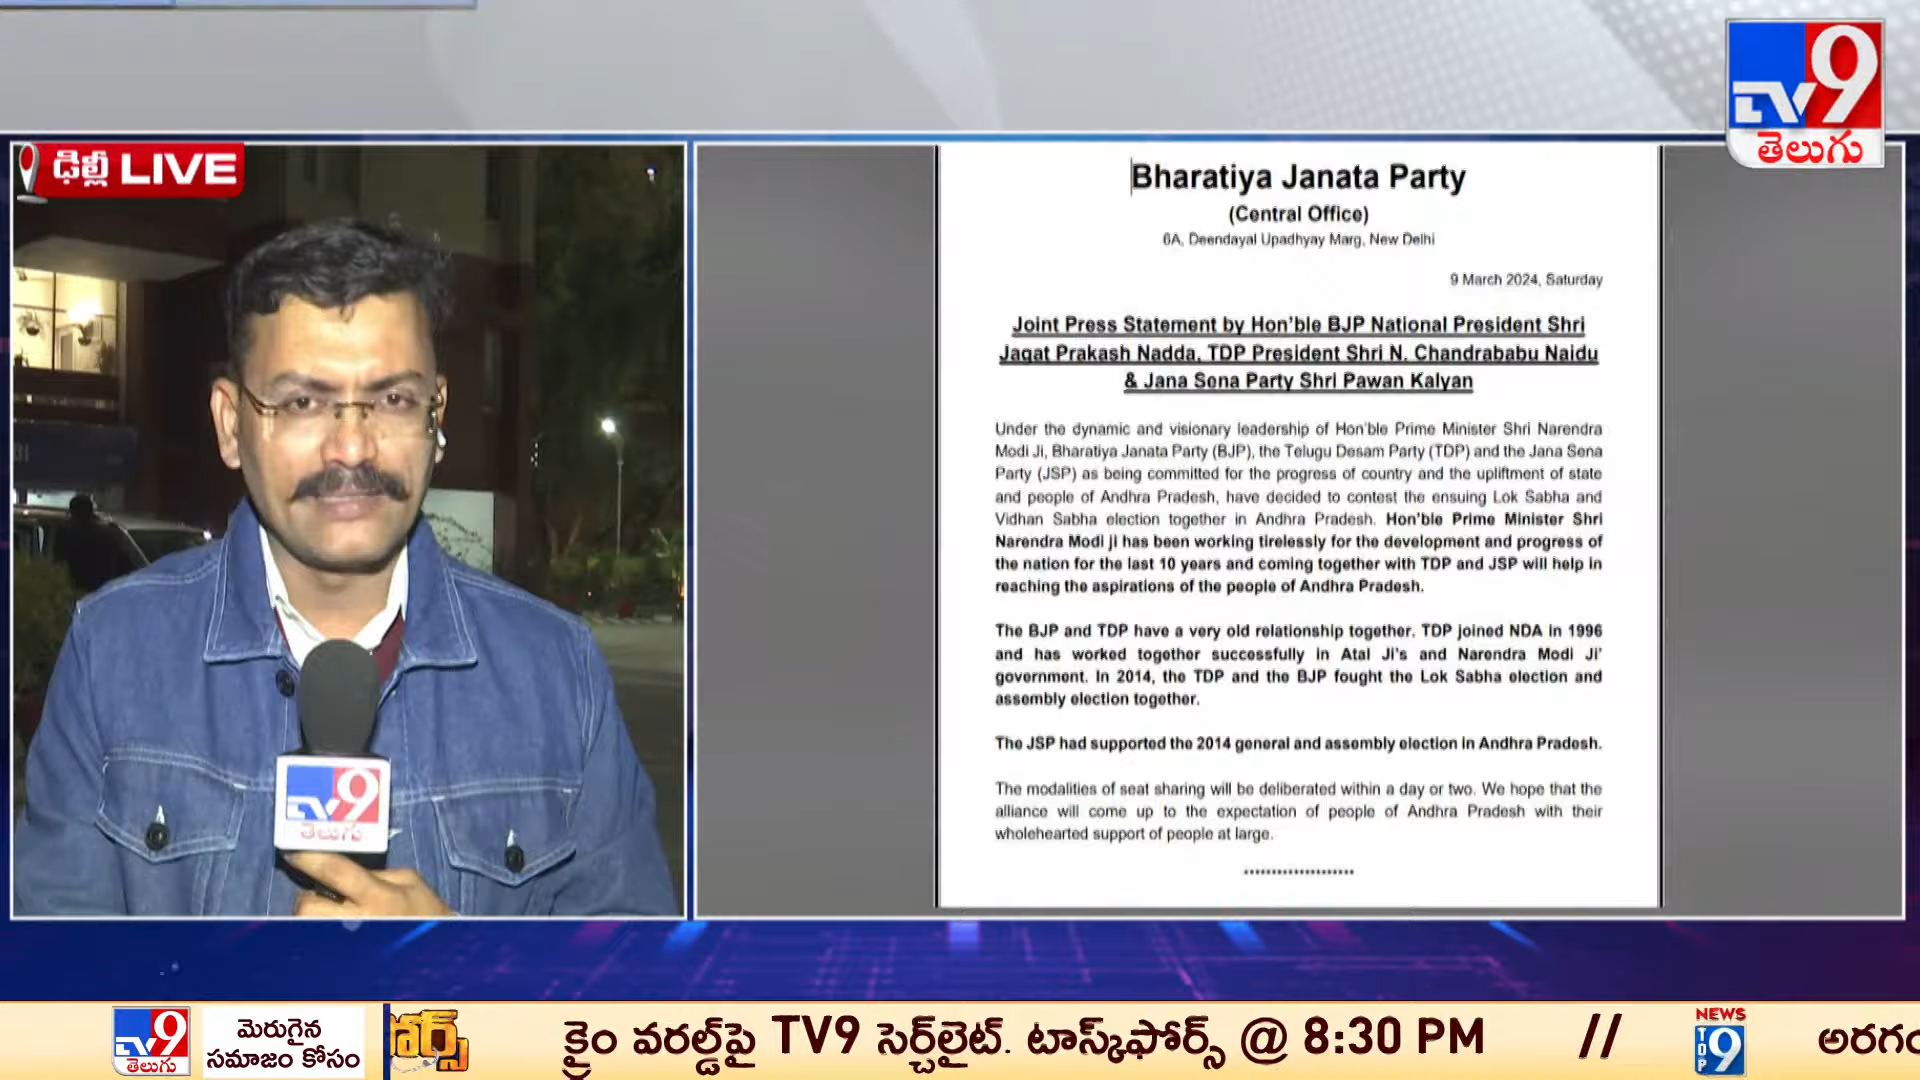 TV9
తెలుగు
ఢిల్లీ LIVE
Bharatiya Janata Party
(Central Office)
6A, Deendayal Upadhyay Marg, New Delhi
9 March 2024, Saturday
Joint Press Statement by Hon'ble BJP National President Shri
Jagat Prakash Nadda, TDP President Shri N. Chandrababu Naidu
& Jana Sena Party Shri Pawan Kalyan
Under the dynamic and visionary leadership of Hon'ble Prime Minister Shri Narendra
Modi Ji, Bharatiya Janata Party (BJP), the Telugu Desam Party (TDP) and the Jana Sena
Party (JSP) as being committed for the progress of country and the upliftment of state
and people of Andhra Pradesh, have decided to contest the ensuing Lok Sabha and
Vidhan Sabha election together in Andhra Pradesh. Hon'ble Prime Minister Shri
Narendra Modi ji has been working tirelessly for the development and progress of
the nation for the last 10 years and coming together with TDP and JSP will help in
reaching the aspirations of the people of Andhra Pradesh.
The BJP and TDP have a very old relationship together. TDP joined NDA in 1996
and has worked together successfully in Atal Ji's and Narendra Modi Ji'
government. In 2014, the TDP and the BJP fought the Lok Sabha election and
assembly election together.
The JSP had supported the 2014 general and assembly election in Andhra Pradesh.
The modalities of seat sharing will be deliberated within a day or two. We hope that the
alliance will come up to the expectation of people of Andhra Pradesh with their
wholehearted support of people at large.
********************
TV9
తెలుగు
TV9
తెలుగు
మెరుగైన
సమాజం కోసం
ఫోర్స్ క్రైం వరల్డ్‌పై TV9 సెర్చ్‌లైట్. టాస్క్‌ఫోర్స్ @ 8:30 PM //
NEWS
TOP 9
అరగం